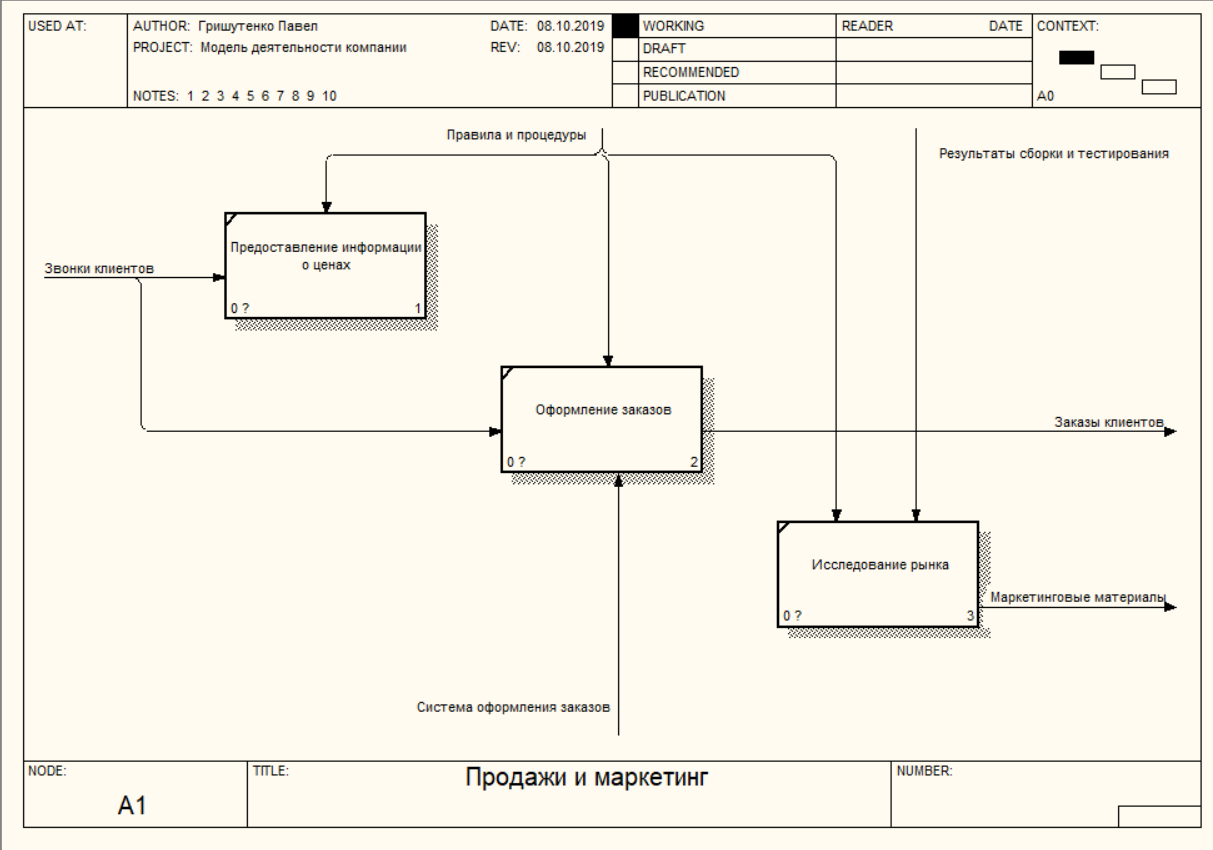 USED AT:
AUTHOR: Гришутенко Павел
DATE: 08.10.2019
PROJECT: Модель деятельности компании
REV: 08.10.2019
NOTES: 1 2 3 4 5 6 7 8 9 10
WORKING
DRAFT
RECOMMENDED
PUBLICATION
READER
DATE
CONTEXT:
A0
Правила и процедуры
Результаты сборки и тестирования
Звонки клиентов
Предоставление информации
о ценах
0 ?
1
Оформление заказов
0 ?
2
Заказы клиентов
Исследование рынка
0 ?
3
Маркетинговые материалы
Система оформления заказов
NODE:
A1
TITLE:
Продажи и маркетинг
NUMBER: